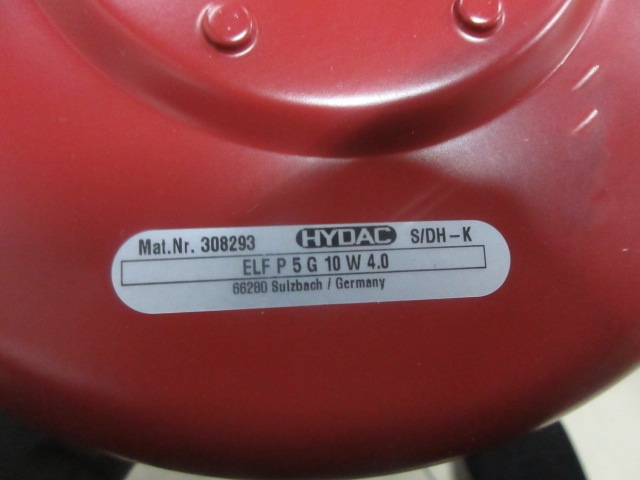 Mat.Nr. 308293 HYDAC S/DH-K
ELF P 5 G 10 W 4.0
66280 Sulzbach / Germany